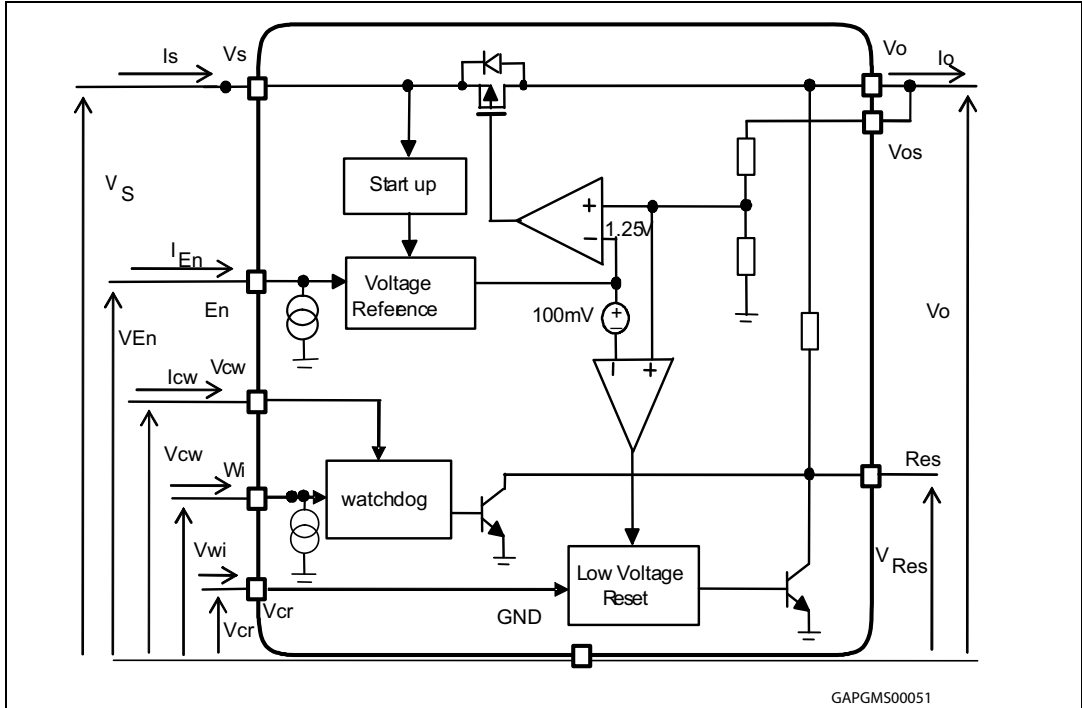 Is
Vs
Vo
Io
Vos
V S
Start up
+
1.25V
−
I En
En
Voltage
Reference
100mV
+
−
Vo
VEn
Icw
Vcw
− +
Vcw
Wi
watchdog
Res
Vwi
Low Voltage
Reset
V Res
Vcr
Vcr
GND
GAPGMS00051